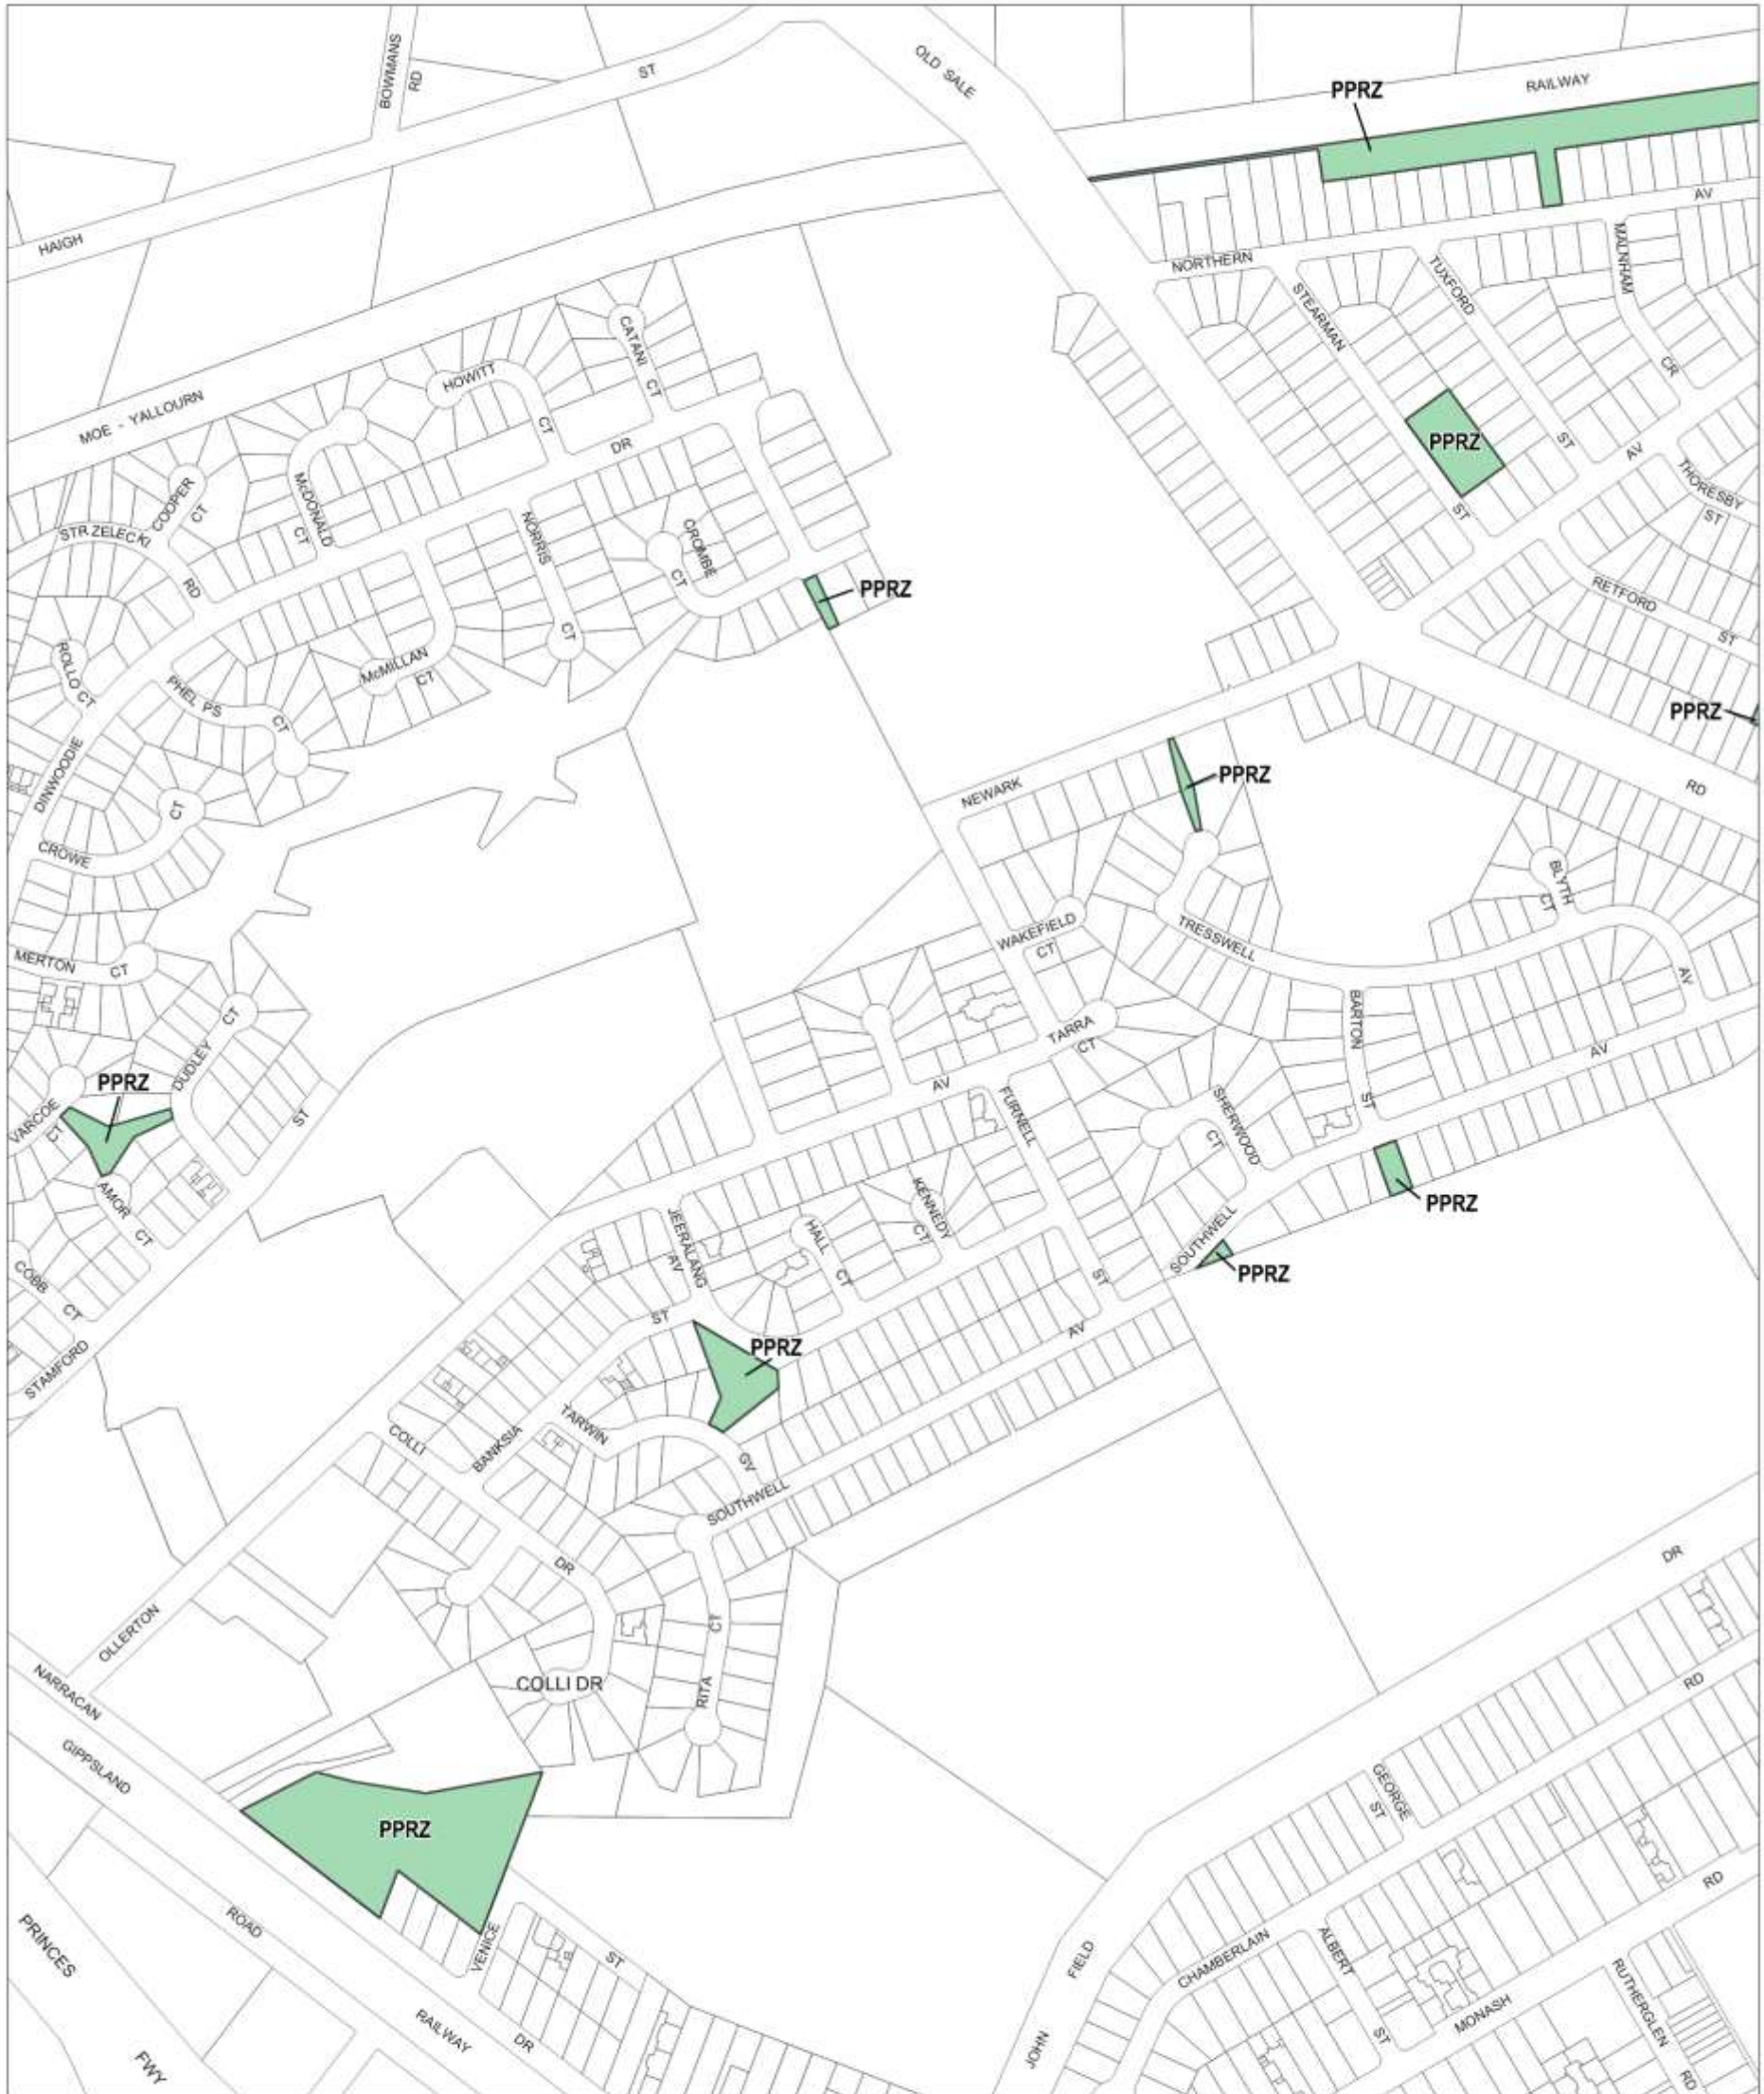 BOWMANS
RD
ST
OLD SALE
PPRZ
RAILWAY
HAIGH
AV
NORTHERN
MALNHAM
STEARMAN
TUXFORD
CATANI
CT
HOWITT
CT
CR
MOE - YALLOURN
DR
PPRZ
ST
AV
THORESBY
ST
STRZELECKI
COOPER
CT
McDONALD
CT
NORRIS
CROMBE
CT
ST
RD
PPRZ
RETFORD
ST
ROLLO CT
McMILLAN
CT
CT
PHELPS
CT
PPRZ
DINWOODIE
NEWARK
PPRZ
RD
CT
CROWE
BLYTH
CT
WAKEFIELD
CT
TRESSWELL
MERTON CT
AV
CT
BARTON
TARRA
CT
AV
DUDLEY
PPRZ
AV
FURNELL
SHERWOOD
CT
ST
VARCOE
CT
ST
AMOR
CT
KENNEDY
CT
PPRZ
JEERALANG
AV
HALL
CT
SOUTHWELL
PPRZ
ST
COBB
CT
ST
AV
PPRZ
STAMFORD
TARWIN
COLLI
BANKSIA
GV
SOUTHWELL
DR
DR
OLLERTON
CT
NARRACAN
COLLI DR
RITA
RD
GIPPSLAND
GEORGE
ST
PPRZ
RD
ROAD
VENICE
ST
PRINCES
FIELD
CHAMBERLAIN
ALBERT
ST
MONASH
RUTHERGLEN
RD
RAILWAY
DR
JOHN
FWY